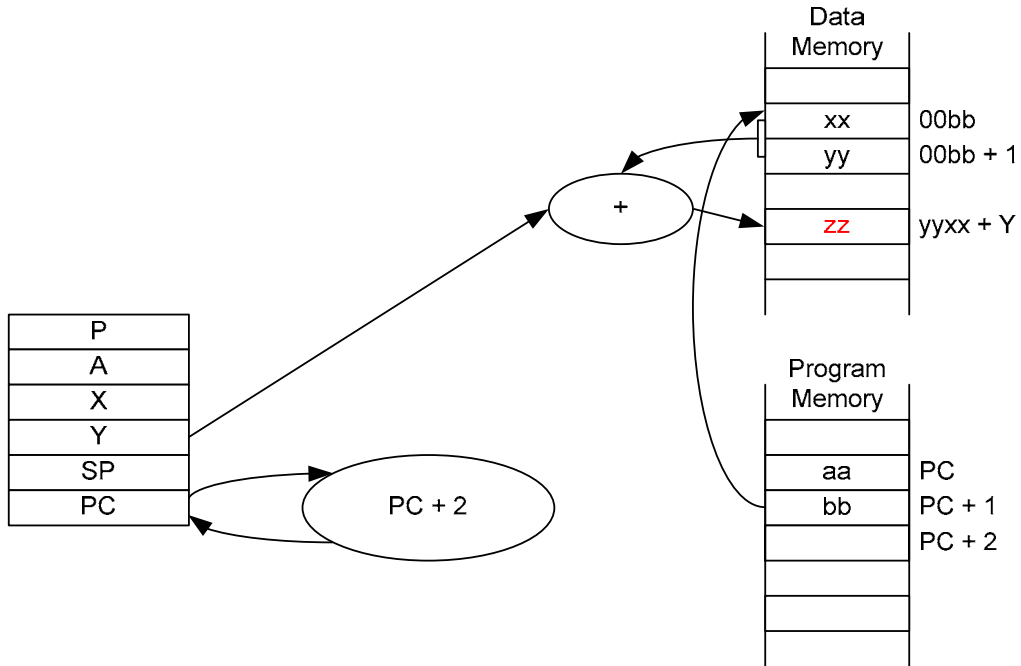 Data
Memory
xx 00bb
yy 00bb + 1
+
zz yyxx + Y
P
A
X
Y
SP
PC
PC + 2
Program
Memory
aa PC
bb PC + 1
PC + 2